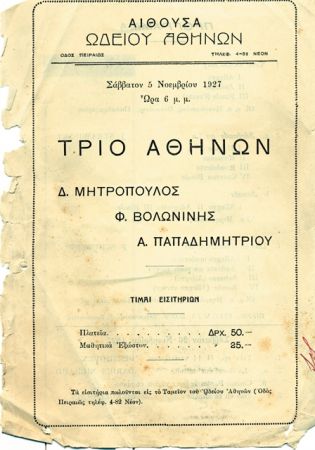 ΑΙΘΟΥΣΑ
ΩΔΕΙΟΥ ΑΘΗΝΩΝ
ΟΔΟΣ ΠΕΙΡΑΙΩΣ ΤΗΛΕΦ. 4-82 ΝΕΟΝ
Σάββατον 5 Νοεμβρίου 1927
Ὥρα 6 μ. μ.
ΤΡΙΟ ΑΘΗΝΩΝ
Δ. ΜΗΤΡΟΠΟΥΛΟΣ
Φ. ΒΟΛΩΝΙΝΗΣ
Α. ΠΑΠΑΔΗΜΗΤΡΙΟΥ
ΤΙΜΑΙ ΕΙΣΙΤΗΡΙΩΝ
Πλατεῖα. ΔΡΧ. 50.—
Μαθητικὰ Ἐξώστου. » 25.—
Τὰ εἰσιτήρια πωλοῦνται εἰς τὸ Ταμεῖον τοῦ Ὠδείου Ἀθηνῶν (Ὁδὸς
Πειραιῶς τηλέφ. 4-82 Νέον).